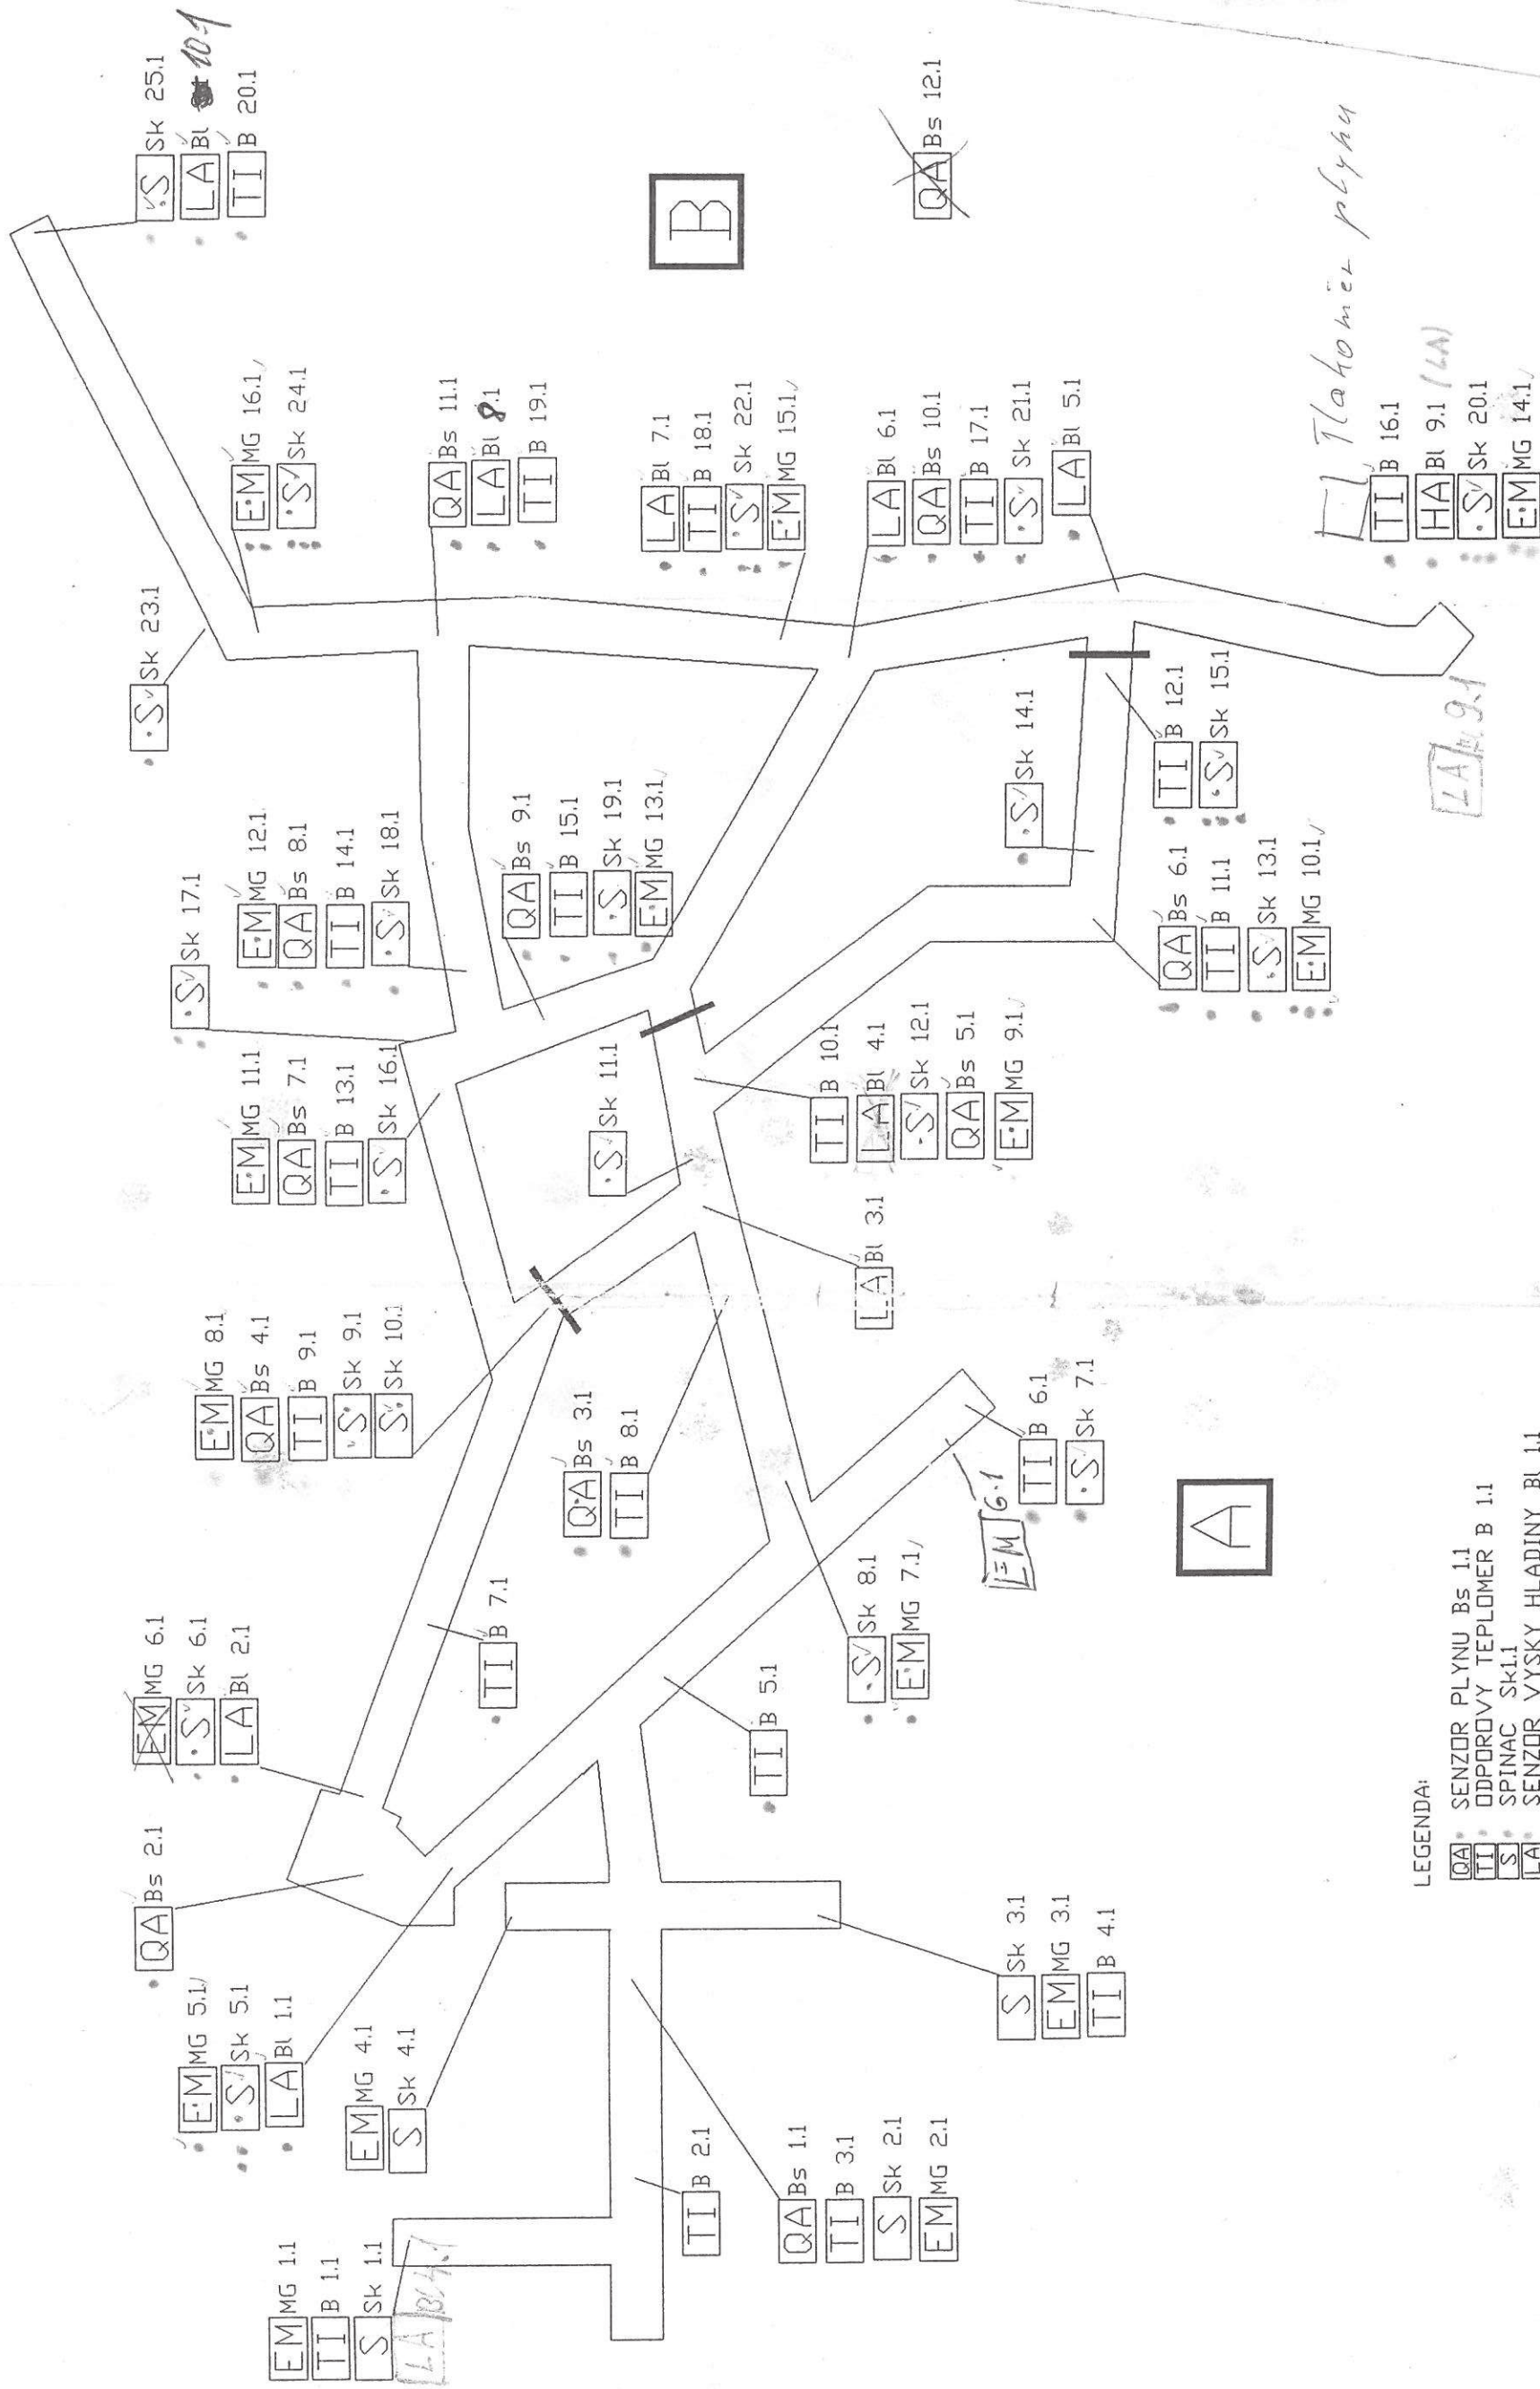 EM MG 1.1
TI B 1.1
S Sk 1.1
LA Bl 4.1
EM MG 5.1
S Sk 5.1
LA Bl 1.1
EM MG 4.1
S Sk 4.1
TI B 2.1
QA Bs 1.1
TI B 3.1
S Sk 2.1
EM MG 2.1
QA Bs 2.1
S Sk 3.1
EM MG 3.1
TI B 4.1
EM MG 6.1
S Sk 6.1
LA Bl 2.1
TI B 7.1
TI B 5.1
S Sk 8.1
EM MG 7.1
EM 6.1
TI B 6.1
S Sk 7.1
A
EM MG 8.1
QA Bs 4.1
TI B 9.1
S Sk 9.1
S Sk 10.1
QA Bs 3.1
TI B 8.1
LA Bl 3.1
S Sk 11.1
EM MG 11.1
QA Bs 7.1
TI B 13.1
S Sk 16.1
TI B 10.1
LA Bl 4.1
S Sk 12.1
QA Bs 5.1
EM MG 9.1
S Sk 17.1
EM MG 12.1
QA Bs 8.1
TI B 14.1
S Sk 18.1
QA Bs 9.1
TI B 15.1
S Sk 19.1
EM MG 13.1
QA Bs 6.1
TI B 11.1
S Sk 13.1
EM MG 10.1
S Sk 14.1
TI B 12.1
S Sk 15.1
LA 9.1
S Sk 23.1
EM MG 16.1
S Sk 24.1
QA Bs 11.1
LA Bl 8.1
TI B 19.1
LA Bl 7.1
TI B 18.1
S Sk 22.1
EM MG 15.1
LA Bl 6.1
QA Bs 10.1
TI B 17.1
S Sk 21.1
LA Bl 5.1
Tlakomer plynu
TI B 16.1
HA Bl 9.1 (LA)
S Sk 20.1
EM MG 14.1
S Sk 25.1
LA Bl 10.1
TI B 20.1
B
QA Bs 12.1
LEGENDA:
QA SENZOR PLYNU Bs 1.1
TI ODPOROVY TEPLOMER B 1.1
S SPINAC Sk1.1
LA SENZOR VYSKY HLADINY Bl 1.1